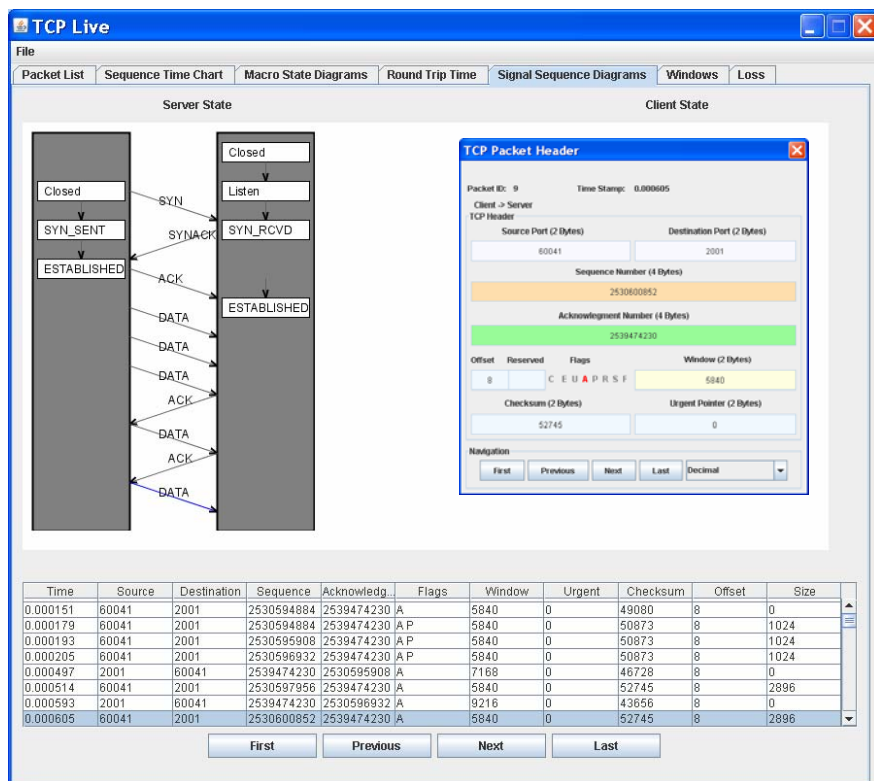 TCP Live
File
Packet List Sequence Time Chart Macro State Diagrams Round Trip Time Signal Sequence Diagrams Windows Loss
Server State Client State
Closed
Listen
SYN_RCVD
ESTABLISHED
Closed
SYN_SENT
ESTABLISHED
SYN
SYNACK
ACK
DATA
DATA
DATA
ACK
DATA
ACK
DATA
TCP Packet Header
Packet ID: 9 Time Stamp: 0.000605
Client -> Server
TCP Header
Source Port (2 Bytes) Destination Port (2 Bytes)
60041 2001
Sequence Number (4 Bytes)
2530600852
Acknowlegment Number (4 Bytes)
2539474230
Offset Reserved Flags Window (2 Bytes)
8 C E U A P R S F 5840
Checksum (2 Bytes) Urgent Pointer (2 Bytes)
52745 0
Navigation
First Previous Next Last Decimal
Time Source Destination Sequence Acknowledg... Flags Window Urgent Checksum Offset Size
0.000151 60041 2001 2530594884 2539474230 A 5840 0 49080 8 0
0.000179 60041 2001 2530594884 2539474230 A P 5840 0 50873 8 1024
0.000193 60041 2001 2530595908 2539474230 A P 5840 0 50873 8 1024
0.000205 60041 2001 2530596932 2539474230 A P 5840 0 50873 8 1024
0.000497 2001 60041 2539474230 2530595908 A 7168 0 46728 8 0
0.000514 60041 2001 2530597956 2539474230 A 5840 0 52745 8 2896
0.000593 2001 60041 2539474230 2530596932 A 9216 0 43656 8 0
0.000605 60041 2001 2530600852 2539474230 A 5840 0 52745 8 2896
First Previous Next Last